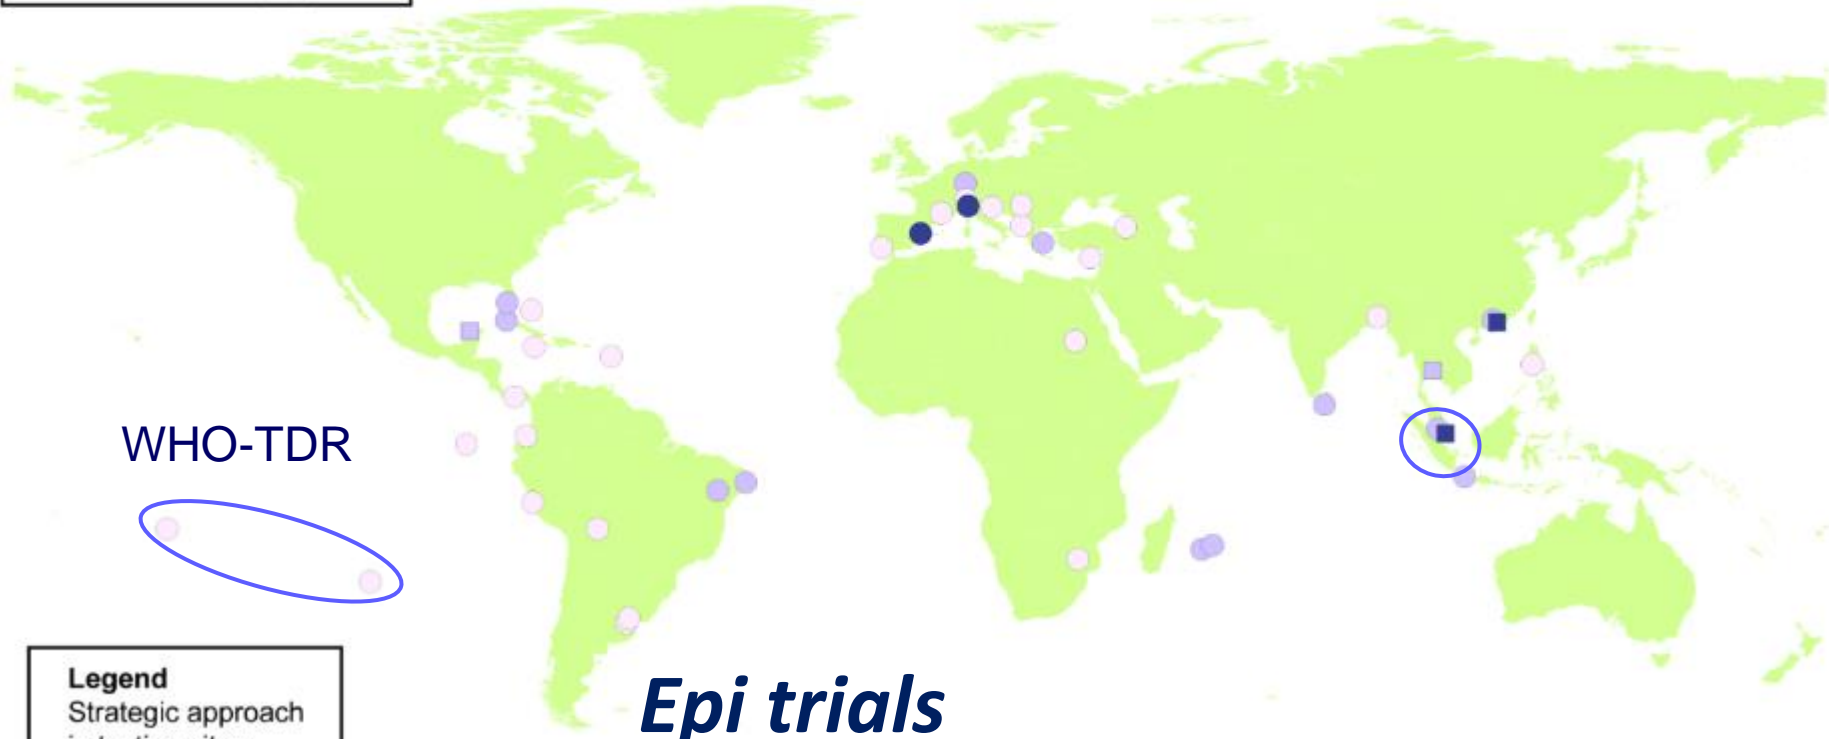 WHO-TDR
Legend
Strategic approach
Epi trials